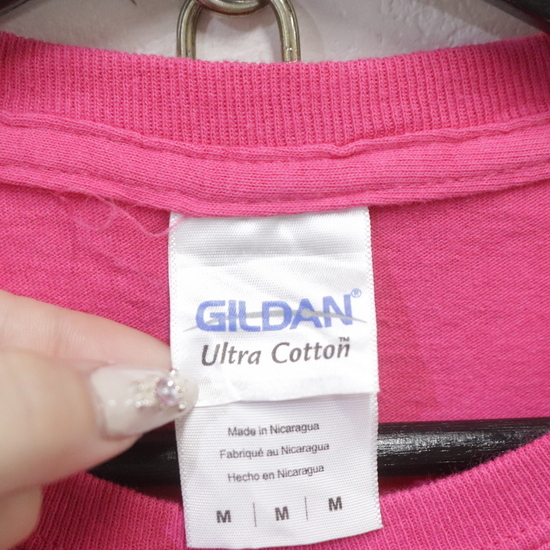 GILDAN®
Ultra Cotton™
Made in Nicaragua
Fabriqué au Nicaragua
Hecho en Nicaragua
M | M | M